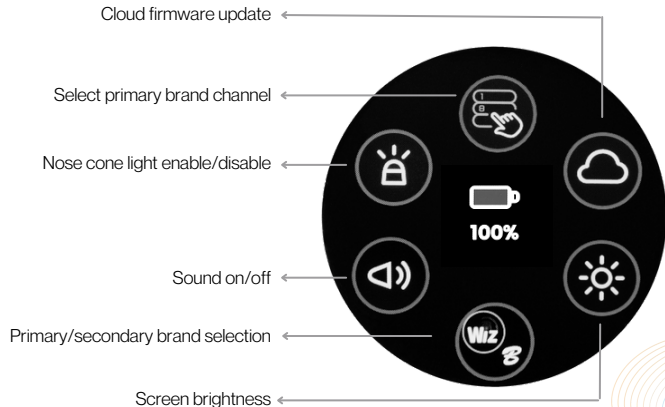 Cloud firmware update
Select primary brand channel
1
Nose cone light enable/disable
100%
Sound on/off
Primary/secondary brand selection
Wiz
B
Screen brightness